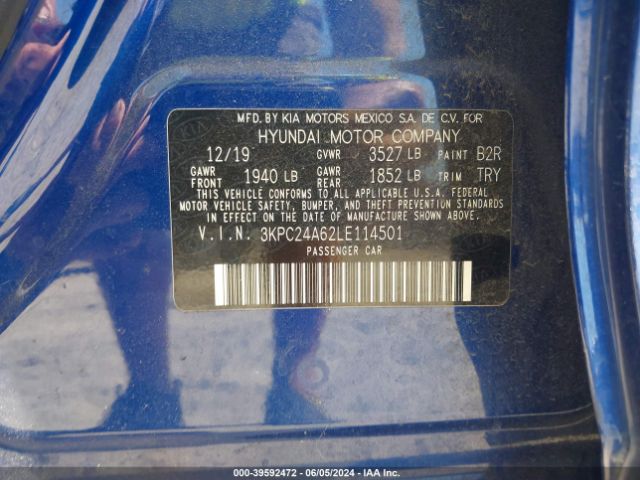 MFD. BY KIA MOTORS MEXICO S.A. DE C.V. FOR
HYUNDAI MOTOR COMPANY
12/19 GVWR 3527 LB PAINT B2R
GAWR FRONT 1940 LB GAWR REAR 1852 LB TRIM TRY
THIS VEHICLE CONFORMS TO ALL APPLICABLE U.S.A. FEDERAL
MOTOR VEHICLE SAFETY, BUMPER, AND THEFT PREVENTION STANDARDS
IN EFFECT ON THE DATE OF MANUFACTURE SHOWN ABOVE.
V.I.N. 3KPC24A62LE114501
PASSENGER CAR
000-39592472 - 06/05/2024 - IAA Inc.